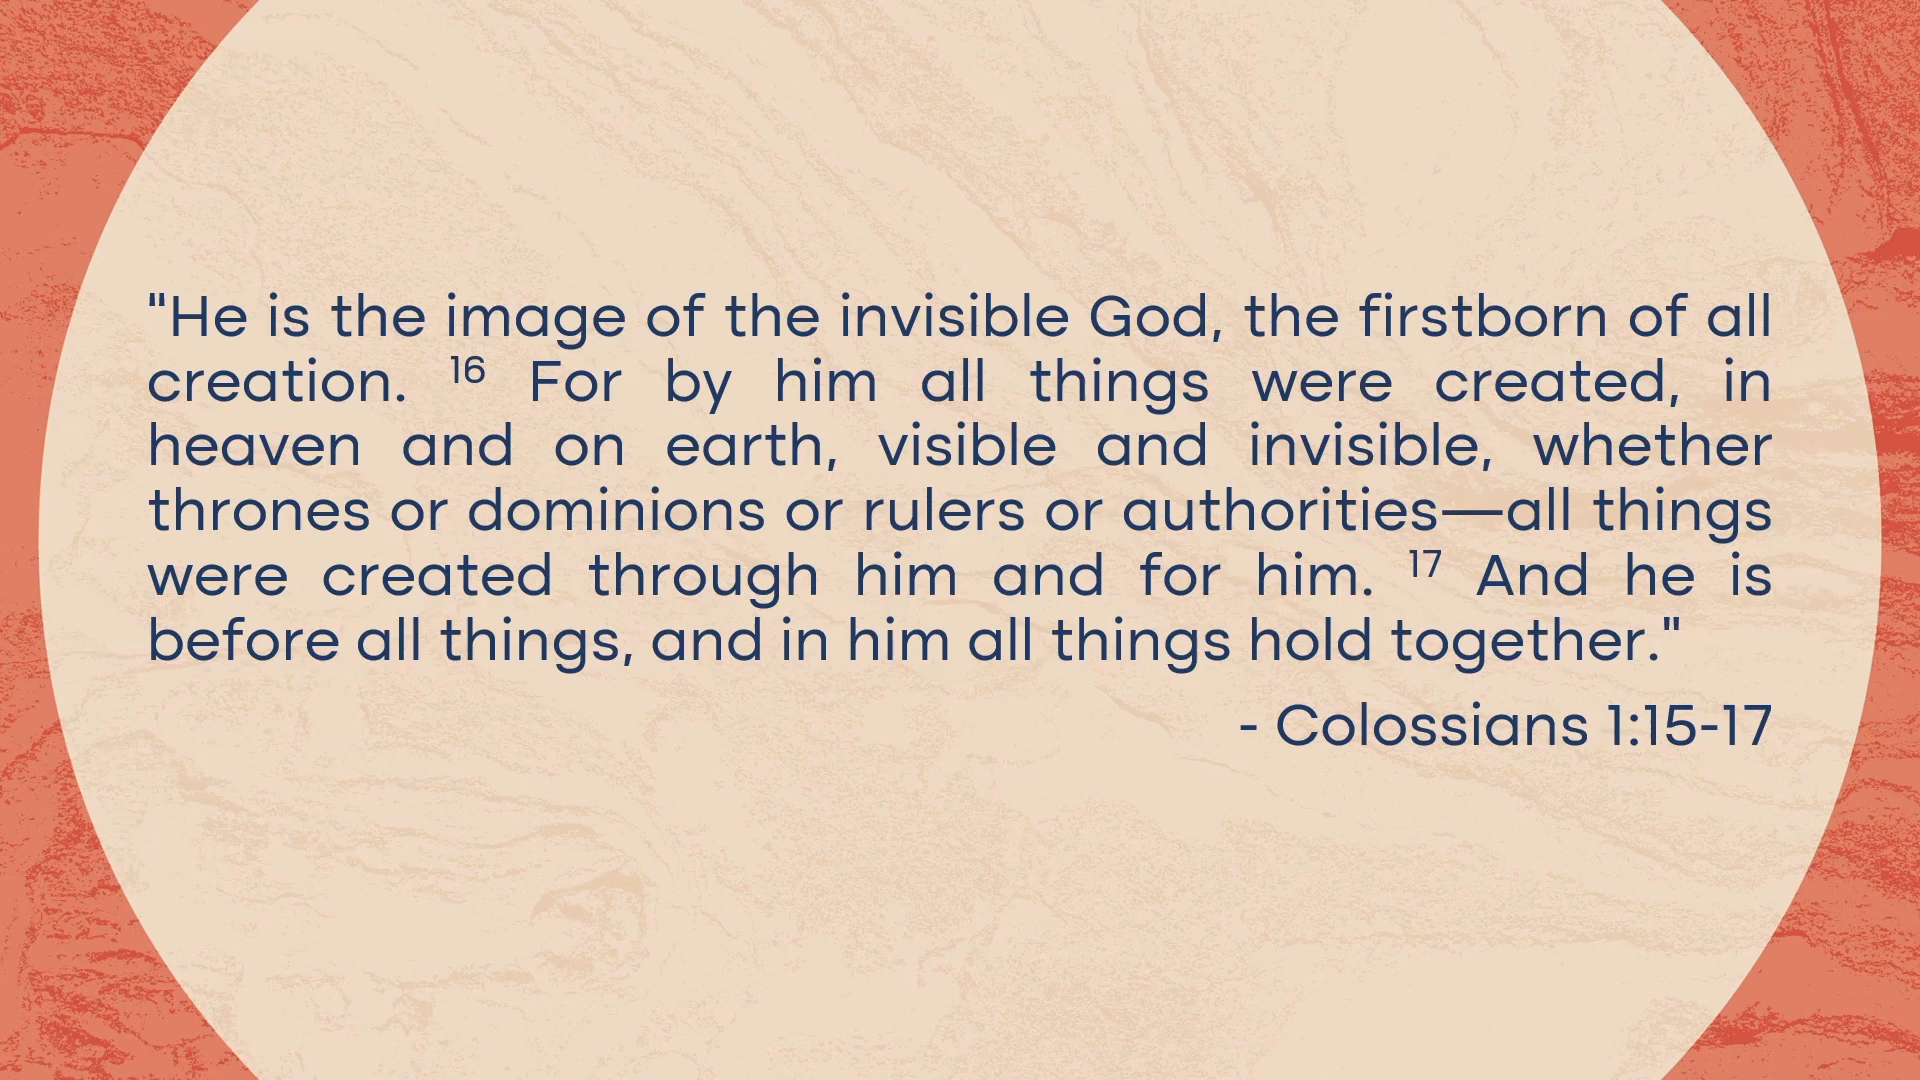 "He is the image of the invisible God, the firstborn of all
creation. 16 For by him all things were created, in
heaven and on earth, visible and invisible, whether
thrones or dominions or rulers or authorities—all things
were created through him and for him. 17 And he is
before all things, and in him all things hold together."
- Colossians 1:15-17